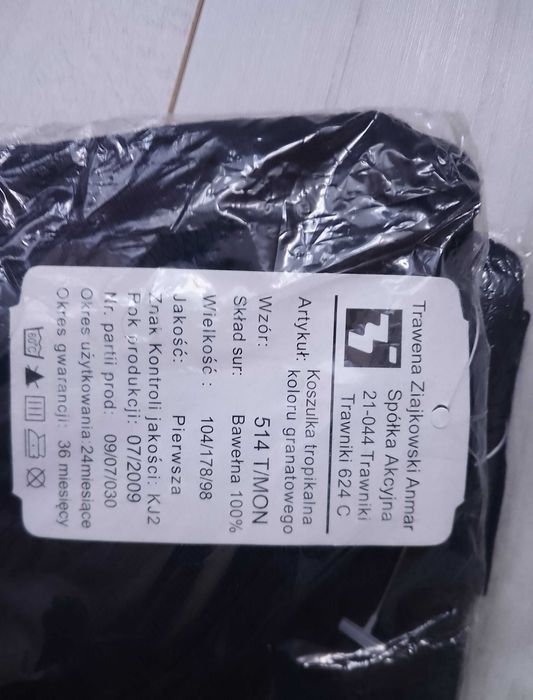 Trawena Ziajkowski Anmar
Spółka Akcyjna
21-044 Trawniki
Trawniki 624 C
Artykuł: Koszulka tropikalna
koloru granatowego
Wzór: 514 T/MON
Skład sur: Bawełna 100%
Wielkość : 104/178/98
Jakość: Pierwsza
Znak Kontroli jakości: KJ2
Rok produkcji: 07/2009
Nr. partii prod: 09/07/030
Okres użytkowania:24miesiące
Okres gwarancji: 36 miesięcy